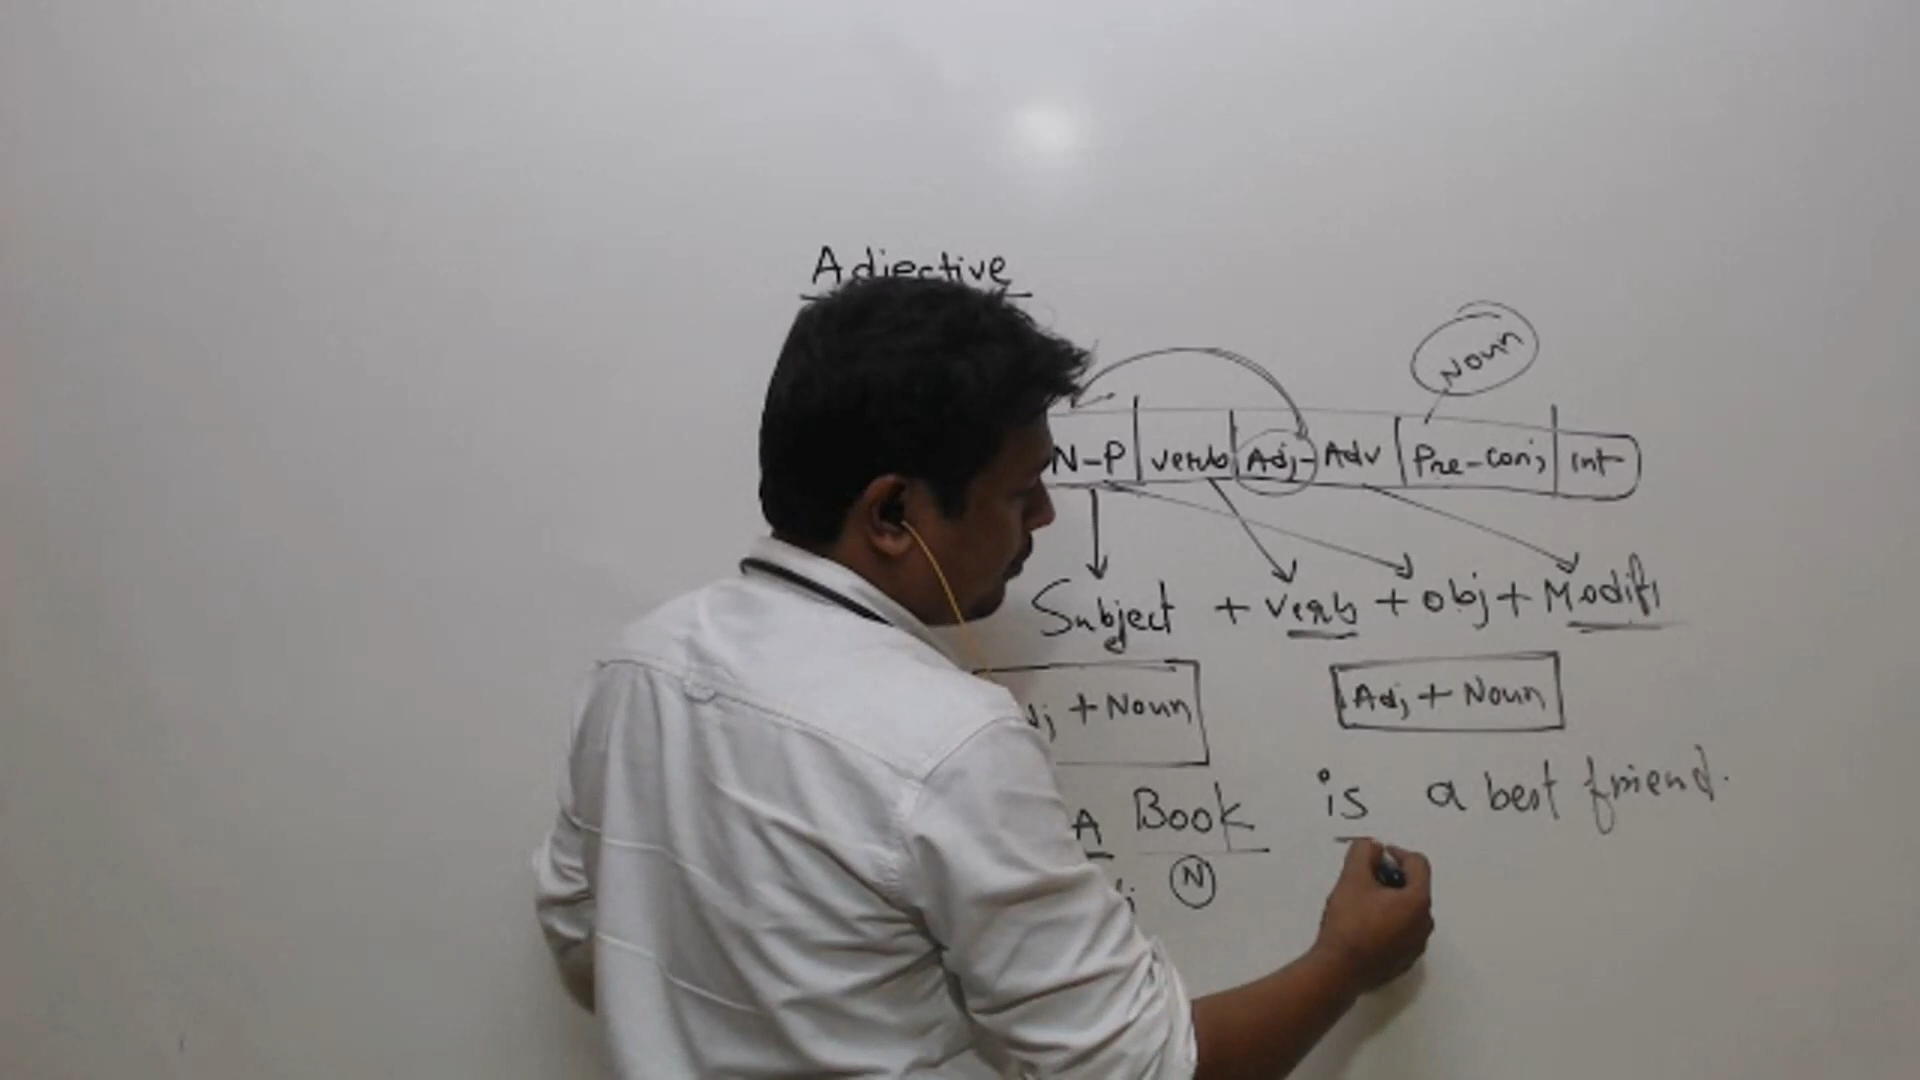 Adjective
Noun
N-P verb Adj- Adv Pre-Conj int
Subject + verb + obj + Modifi
+ Noun Adj + Noun
A Book is a best friend.
N